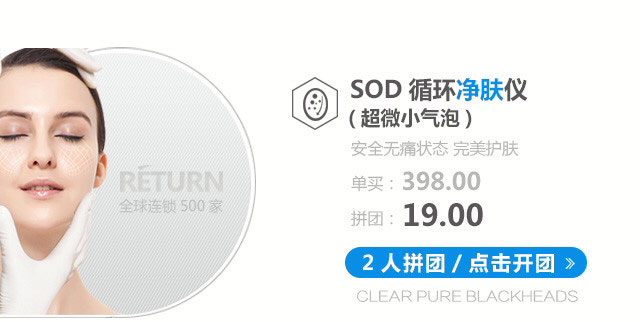 SOD 循环净肤仪
(超微小气泡)
安全无痛状态 完美护肤
单买：398.00
拼团：19.00
2 人拼团 / 点击开团 »
CLEAR PURE BLACKHEADS
RÉTURN
全球连锁 500 家